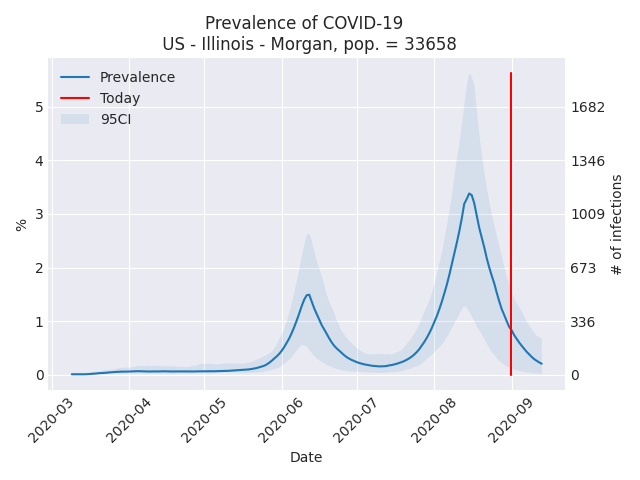 Prevalence of COVID-19
US - Illinois - Morgan, pop. = 33658
Prevalence
Today
95CI
%
5
4
3
2
1
0
1682
1346
1009
673
336
0
# of infections
2020-03
2020-04
2020-05
2020-06
2020-07
2020-08
2020-09
Date